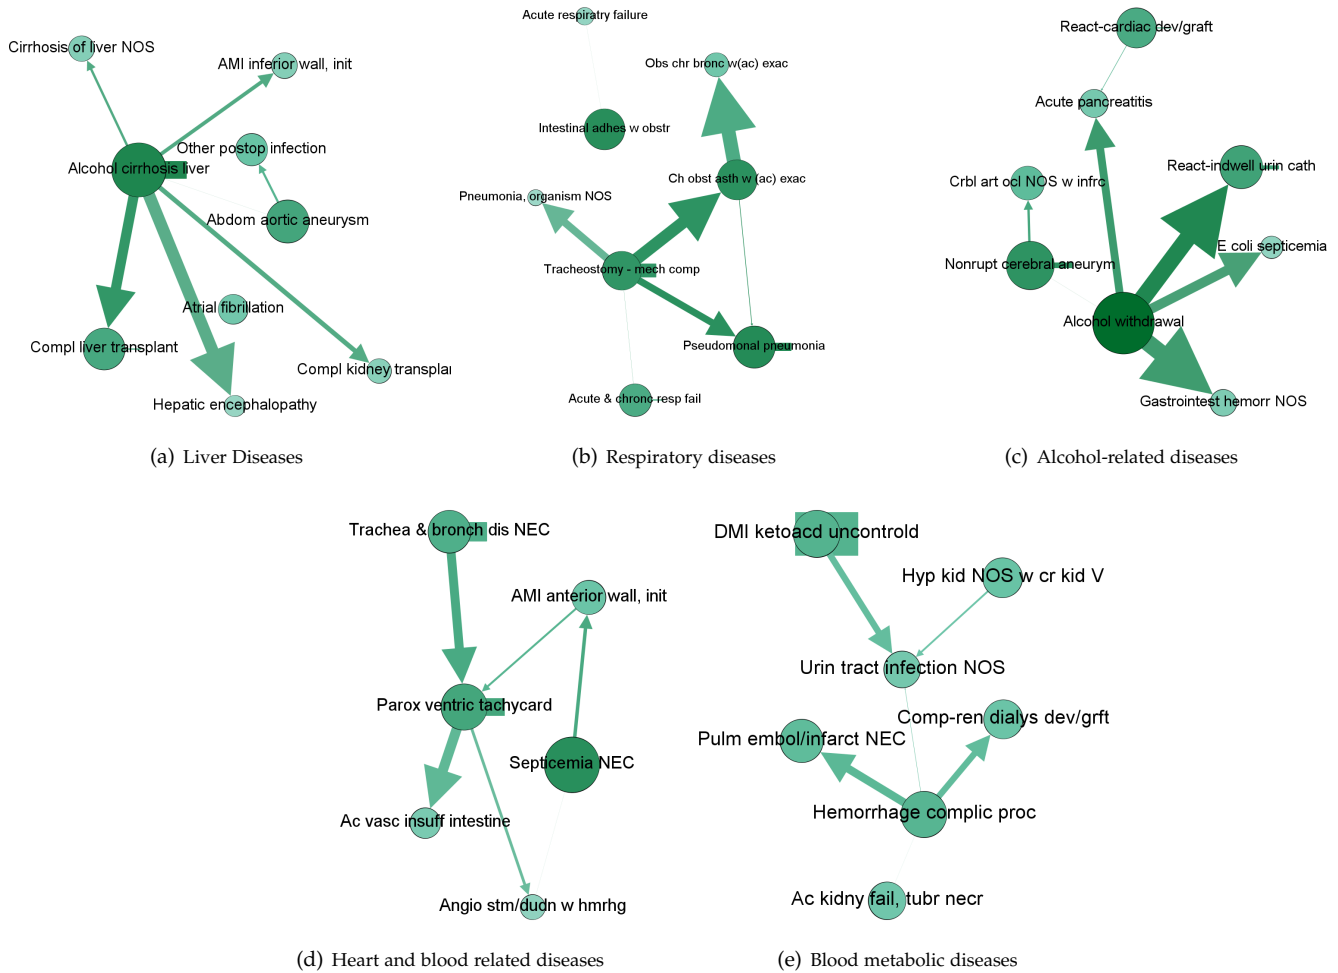 Cirrhosis of liver NOS
AMI inferior wall, init
Other postop infection
Alcohol cirrhosis liver
Abdom aortic aneurysm
Atrial fibrillation
Compl liver transplant
Compl kidney transplar
Hepatic encephalopathy
(a) Liver Diseases
Acute respiratry failure
Obs chr bronc w(ac) exac
Intestinal adhes w obstr
Ch obst asth w (ac) exac
Pneumonia, organism NOS
Tracheostomy - mech comp
Pseudomonal pneumonia
Acute & chronc resp fail
(b) Respiratory diseases
React-cardiac dev/graft
Acute pancreatitis
React-indwell urin cath
Crbl art ocl NOS w infrc
E coli septicemia
Nonrupt cerebral aneurym
Alcohol withdrawal
Gastrointest hemorr NOS
(c) Alcohol-related diseases
Trachea & bronch dis NEC
AMI anterior wall, init
Parox ventric tachycard
Septicemia NEC
Ac vasc insuff intestine
Angio stm/dudn w hmrhg
(d) Heart and blood related diseases
DMI ketoacd uncontrold
Hyp kid NOS w cr kid V
Urin tract infection NOS
Comp-ren dialys dev/grft
Pulm embol/infarct NEC
Hemorrhage complic proc
Ac kidny fail, tubr necr
(e) Blood metabolic diseases